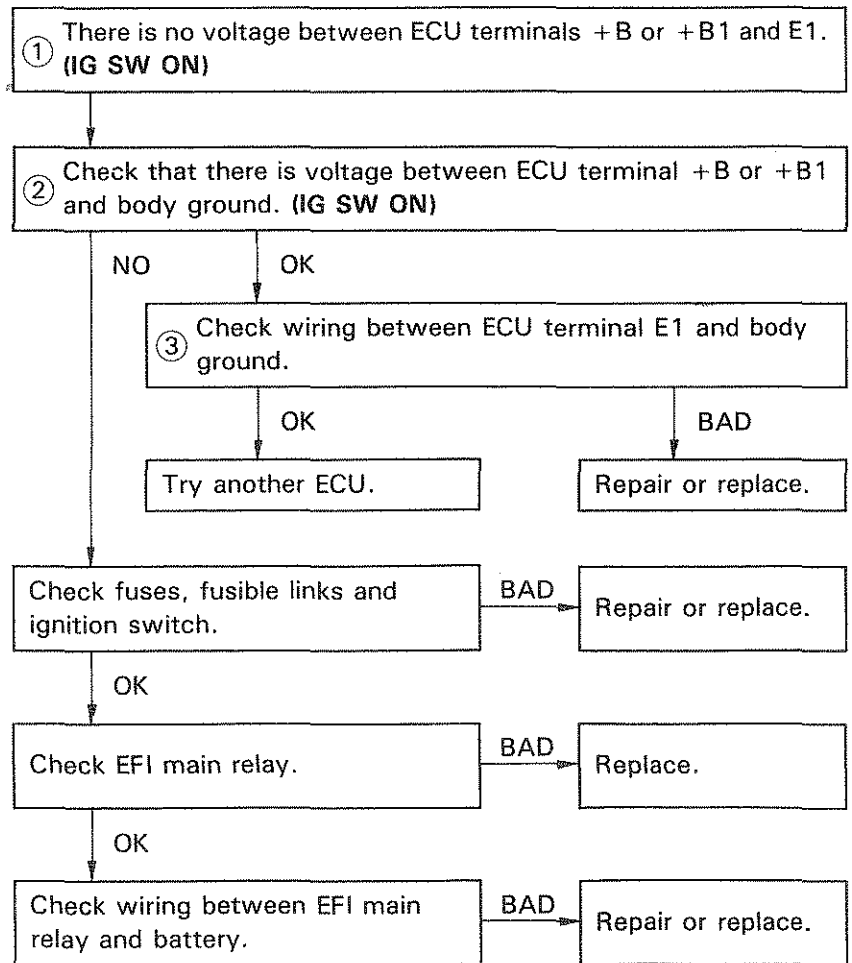 ① There is no voltage between ECU terminals +B or +B1 and E1.
(IG SW ON)
② Check that there is voltage between ECU terminal +B or +B1
and body ground. (IG SW ON)
NO
OK
③ Check wiring between ECU terminal E1 and body
ground.
OK
BAD
Try another ECU.
Repair or replace.
Check fuses, fusible links and
ignition switch.
BAD
Repair or replace.
OK
Check EFI main relay.
BAD
Replace.
OK
Check wiring between EFI main
relay and battery.
BAD
Repair or replace.